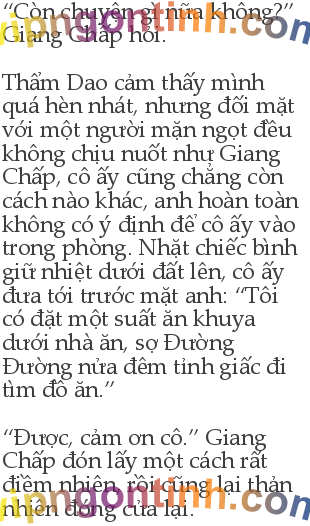 “Còn chuyện gì nữa không?”
Giang Chấp hỏi.
vipngontinh.com
Thẩm Dao cảm thấy mình
quá hèn nhát, nhưng đối mặt
với một người mặn ngọt đều
không chịu nuốt như Giang
Chấp, cô ấy cũng chẳng còn
cách nào khác, anh hoàn toàn
không có ý định để cô ấy vào
trong phòng. Nhặt chiếc bình
giữ nhiệt dưới đất lên, cô ấy
đưa tới trước mặt anh: “Tôi
có đặt một suất ăn khuya
dưới nhà ăn, sợ Đường
Đường nửa đêm tỉnh giấc đi
tìm đồ ăn.”
“Được, cảm ơn cô.” Giang
Chấp đón lấy một cách rất
điềm nhiên, rồi cũng lại thản
nhiên đóng cửa lại.
vipngontinh.com